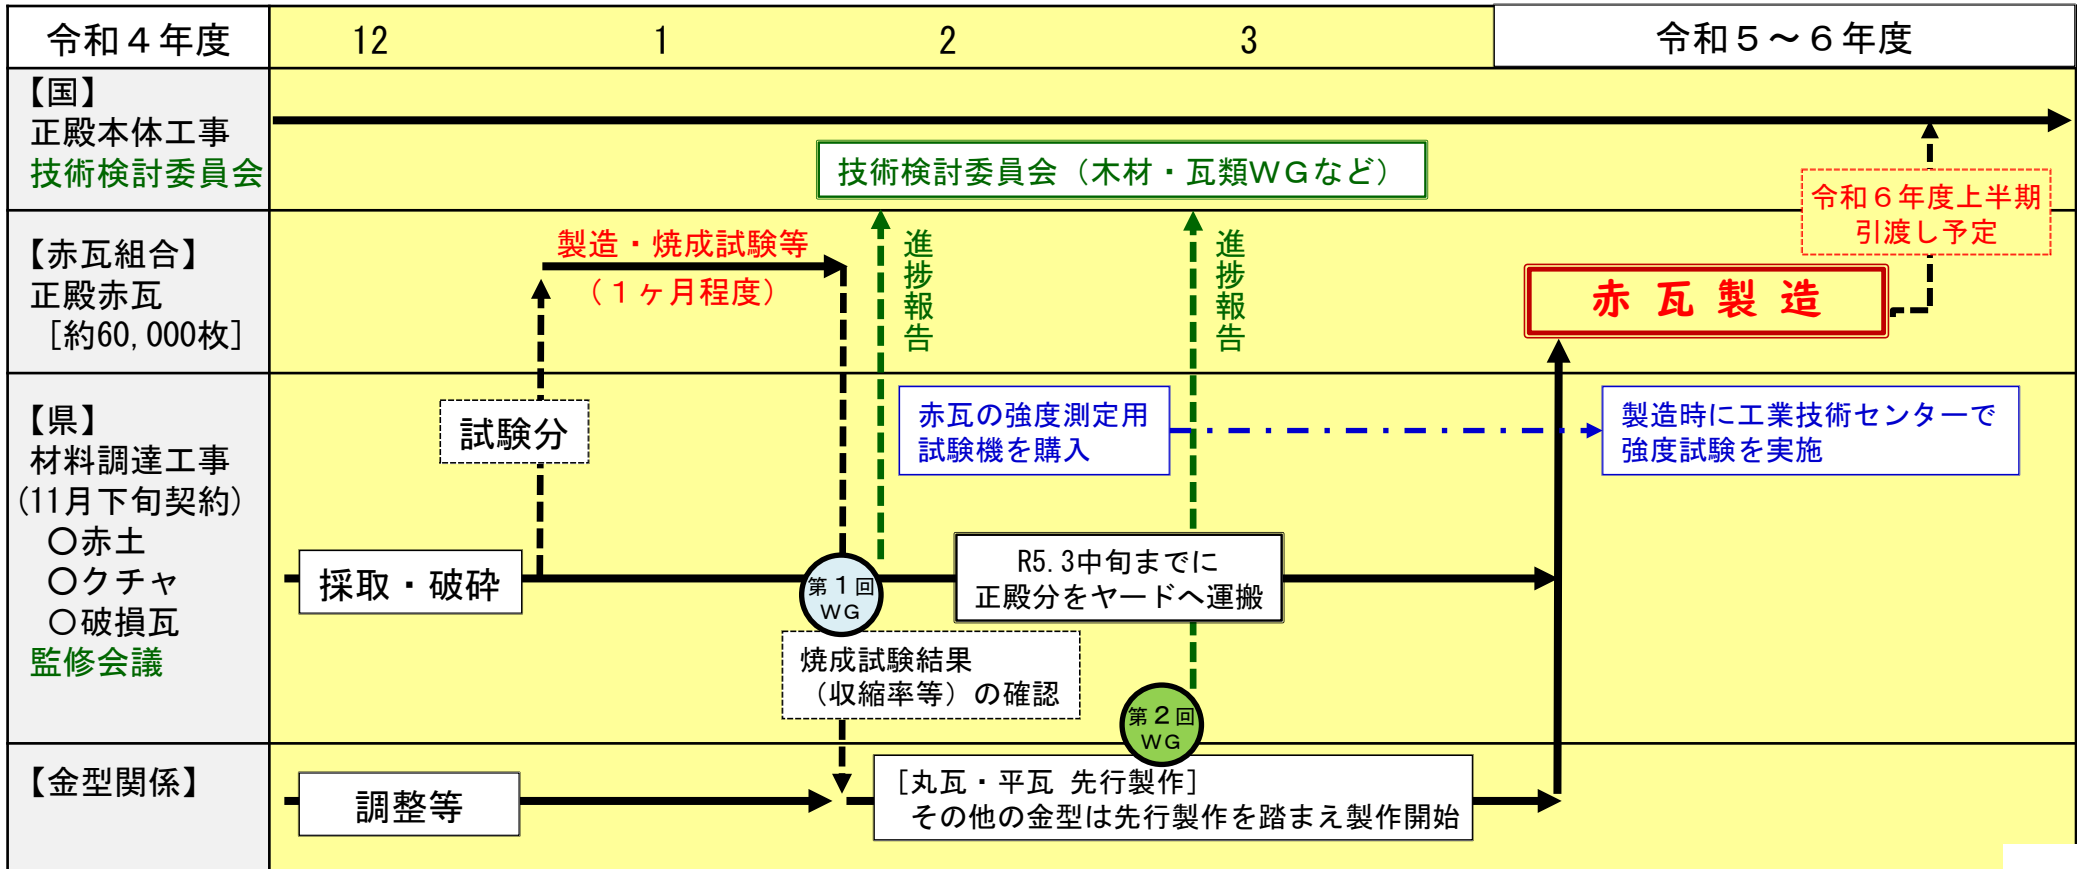 令和４年度
12
1
2
3
令和５～６年度
【国】
正殿本体工事
技術検討委員会
技術検討委員会（木材・瓦類ＷＧなど）
令和６年度上半期
引渡し予定
【赤瓦組合】
正殿赤瓦
［約60,000枚］
製造・焼成試験等
（１ヶ月程度）
進捗報告
進捗報告
赤瓦製造
【県】
材料調達工事
(11月下旬契約)
○赤土
○クチャ
○破損瓦
監修会議
試験分
赤瓦の強度測定用
試験機を購入
製造時に工業技術センターで
強度試験を実施
採取・破砕
第１回
ＷＧ
R5.3中旬までに
正殿分をヤードへ運搬
焼成試験結果
（収縮率等）の確認
第２回
ＷＧ
【金型関係】
調整等
［丸瓦・平瓦 先行製作］
その他の金型は先行製作を踏まえ製作開始